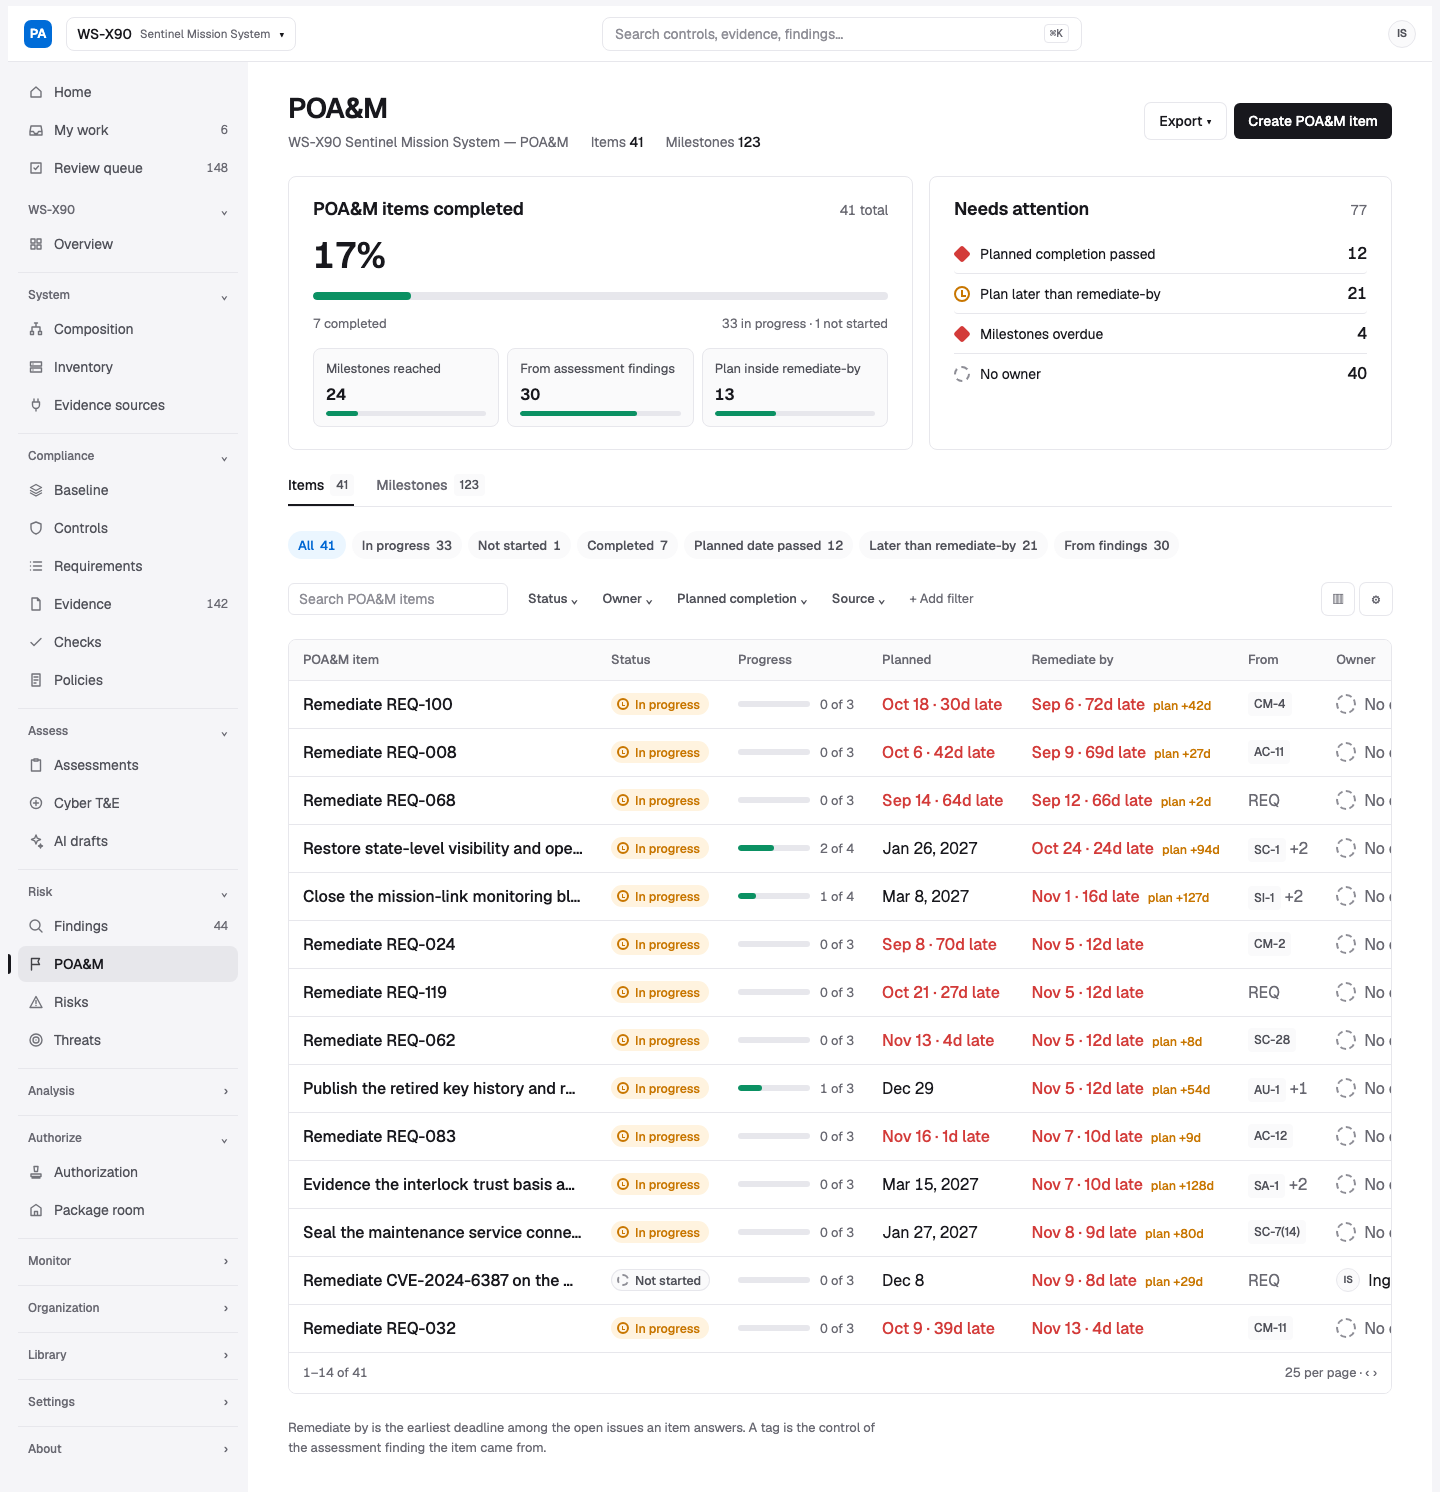 PA WS-X90 Sentinel Mission System ▾ Search controls, evidence, findings... ⌘K IS
Home
My work 6
Review queue 148
WS-X90
Overview
System
Composition
Inventory
Evidence sources
Compliance
Baseline
Controls
Requirements
Evidence 142
Checks
Policies
Assess
Assessments
Cyber T&E
AI drafts
Risk
Findings 44
POA&M
Risks
Threats
Analysis ›
Authorize
Authorization
Package room
Monitor ›
Organization ›
Library ›
Settings ›
About ›
POA&M
WS-X90 Sentinel Mission System — POA&M Items 41 Milestones 123
Export ▾ Create POA&M item
POA&M items completed 41 total
17%
7 completed 33 in progress · 1 not started
Milestones reached
24
From assessment findings
30
Plan inside remediate-by
13
Needs attention 77
Planned completion passed 12
Plan later than remediate-by 21
Milestones overdue 4
No owner 40
Items 41 Milestones 123
All 41 In progress 33 Not started 1 Completed 7 Planned date passed 12 Later than remediate-by 21 From findings 30
Search POA&M items Status Owner Planned completion Source + Add filter
POA&M item Status Progress Planned Remediate by From Owner
Remediate REQ-100 In progress 0 of 3 Oct 18 · 30d late Sep 6 · 72d late plan +42d CM-4 No
Remediate REQ-008 In progress 0 of 3 Oct 6 · 42d late Sep 9 · 69d late plan +27d AC-11 No
Remediate REQ-068 In progress 0 of 3 Sep 14 · 64d late Sep 12 · 66d late plan +2d REQ No
Restore state-level visibility and ope... In progress 2 of 4 Jan 26, 2027 Oct 24 · 24d late plan +94d SC-1 +2 No
Close the mission-link monitoring bl... In progress 1 of 4 Mar 8, 2027 Nov 1 · 16d late plan +127d SI-1 +2 No
Remediate REQ-024 In progress 0 of 3 Sep 8 · 70d late Nov 5 · 12d late CM-2 No
Remediate REQ-119 In progress 0 of 3 Oct 21 · 27d late Nov 5 · 12d late REQ No
Remediate REQ-062 In progress 0 of 3 Nov 13 · 4d late Nov 5 · 12d late plan +8d SC-28 No
Publish the retired key history and r... In progress 1 of 3 Dec 29 Nov 5 · 12d late plan +54d AU-1 +1 No
Remediate REQ-083 In progress 0 of 3 Nov 16 · 1d late Nov 7 · 10d late plan +9d AC-12 No
Evidence the interlock trust basis a... In progress 0 of 3 Mar 15, 2027 Nov 7 · 10d late plan +128d SA-1 +2 No
Seal the maintenance service conne... In progress 0 of 3 Jan 27, 2027 Nov 8 · 9d late plan +80d SC-7(14) No
Remediate CVE-2024-6387 on the ... Not started 0 of 3 Dec 8 Nov 9 · 8d late plan +29d REQ IS Ing
Remediate REQ-032 In progress 0 of 3 Oct 9 · 39d late Nov 13 · 4d late CM-11 No
1–14 of 41 25 per page · ‹ ›
Remediate by is the earliest deadline among the open issues an item answers. A tag is the control of
the assessment finding the item came from.